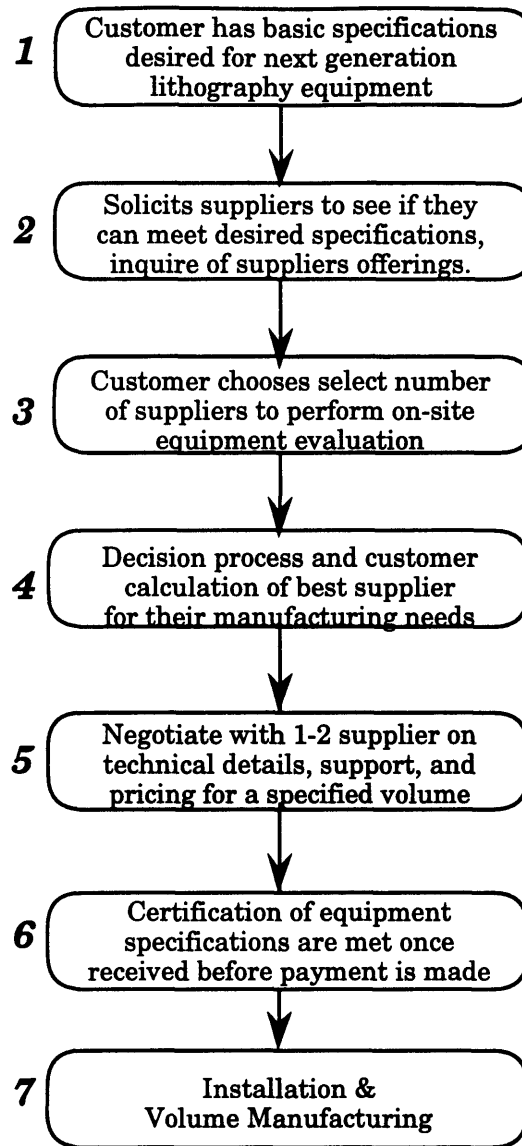 1
Customer has basic specifications
desired for next generation
lithography equipment
2
Solicits suppliers to see if they
can meet desired specifications,
inquire of suppliers offerings.
3
Customer chooses select number
of suppliers to perform on-site
equipment evaluation
4
Decision process and customer
calculation of best supplier
for their manufacturing needs
5
Negotiate with 1-2 supplier on
technical details, support, and
pricing for a specified volume
6
Certification of equipment
specifications are met once
received before payment is made
7
Installation &
Volume Manufacturing